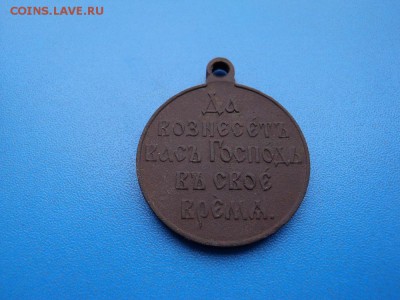 COINS.LAVE.RU
Да
вознесетъ
васъ Господь
въ свое
время.